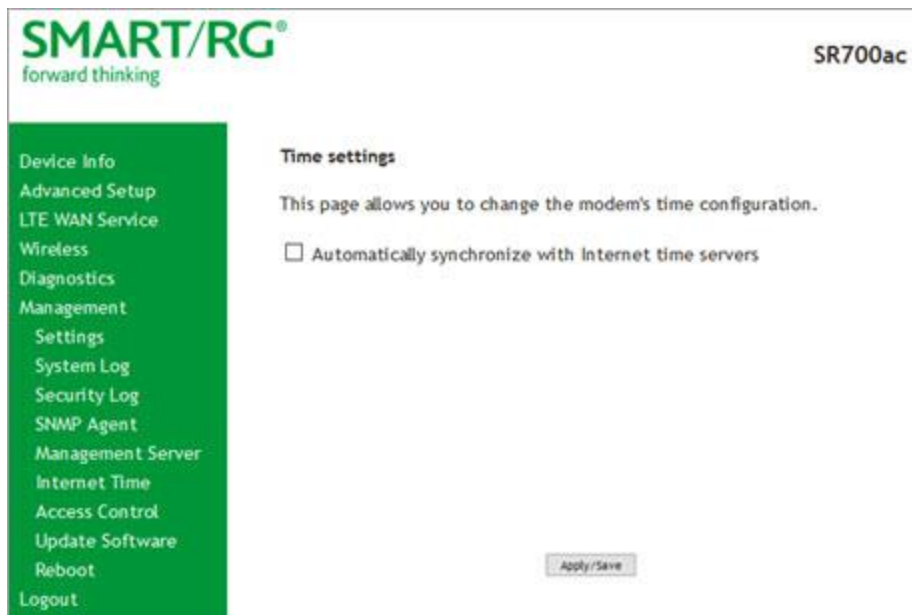 SMART/RG®
forward thinking
SR700ac
Device Info
Advanced Setup
LTE WAN Service
Wireless
Diagnostics
Management
Settings
System Log
Security Log
SNMP Agent
Management Server
Internet Time
Access Control
Update Software
Reboot
Logout
Time settings
This page allows you to change the modem's time configuration.
Automatically synchronize with Internet time servers
Apply/Save